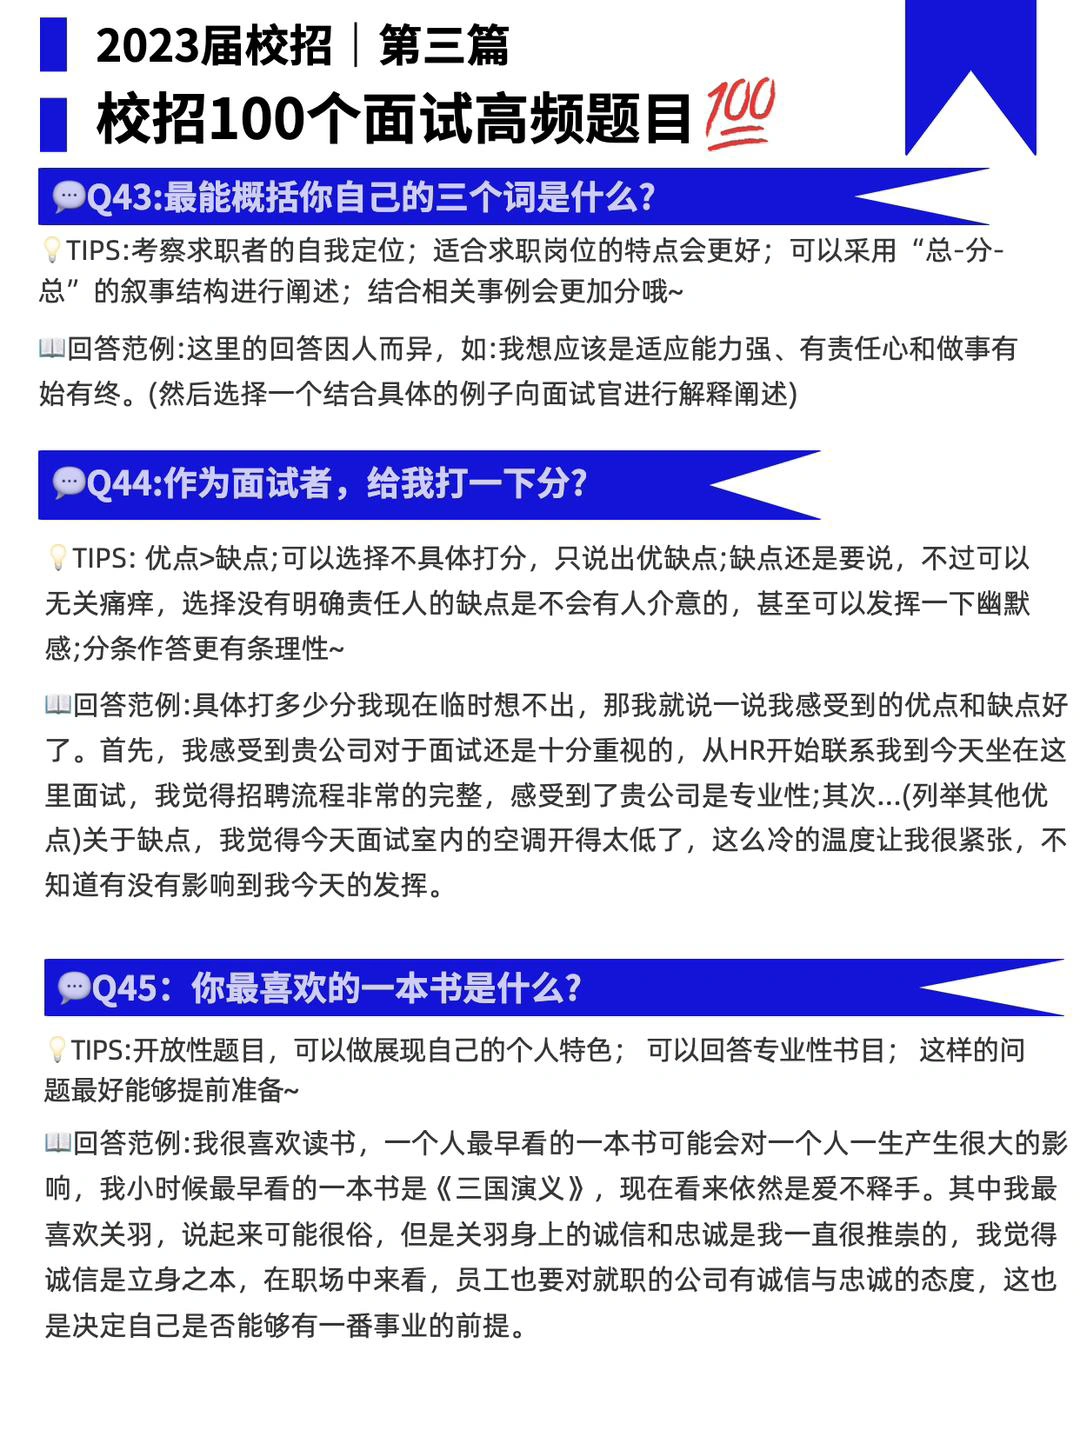 2023届校招｜第三篇
校招100个面试高频题目💯
💬Q43:最能概括你自己的三个词是什么?
💡TIPS:考察求职者的自我定位；适合求职岗位的特点会更好；可以采用“总-分-
总”的叙事结构进行阐述；结合相关事例会更加分哦~
📖回答范例:这里的回答因人而异，如:我想应该是适应能力强、有责任心和做事有
始有终。(然后选择一个结合具体的例子向面试官进行解释阐述)
💬Q44:作为面试者，给我打一下分?
💡TIPS: 优点>缺点;可以选择不具体打分，只说出优缺点;缺点还是要说，不过可以
无关痛痒，选择没有明确责任人的缺点是不会有人介意的，甚至可以发挥一下幽默
感;分条作答更有条理性~
📖回答范例:具体打多少分我现在临时想不出，那我就说一说我感受到的优点和缺点好
了。首先，我感受到贵公司对于面试还是十分重视的，从HR开始联系我到今天坐在这
里面试，我觉得招聘流程非常的完整，感受到了贵公司是专业性;其次...(列举其他优
点)关于缺点，我觉得今天面试室内的空调开得太低了，这么冷的温度让我很紧张，不
知道有没有影响到我今天的发挥。
💬Q45：你最喜欢的一本书是什么?
💡TIPS:开放性题目，可以做展现自己的个人特色； 可以回答专业性书目； 这样的问
题最好能够提前准备~
📖回答范例:我很喜欢读书，一个人最早看的一本书可能会对一个人一生产生很大的影
响，我小时候最早看的一本书是《三国演义》，现在看来依然是爱不释手。其中我最
喜欢关羽，说起来可能很俗，但是关羽身上的诚信和忠诚是我一直很推崇的，我觉得
诚信是立身之本，在职场中来看，员工也要对就职的公司有诚信与忠诚的态度，这也
是决定自己是否能够有一番事业的前提。